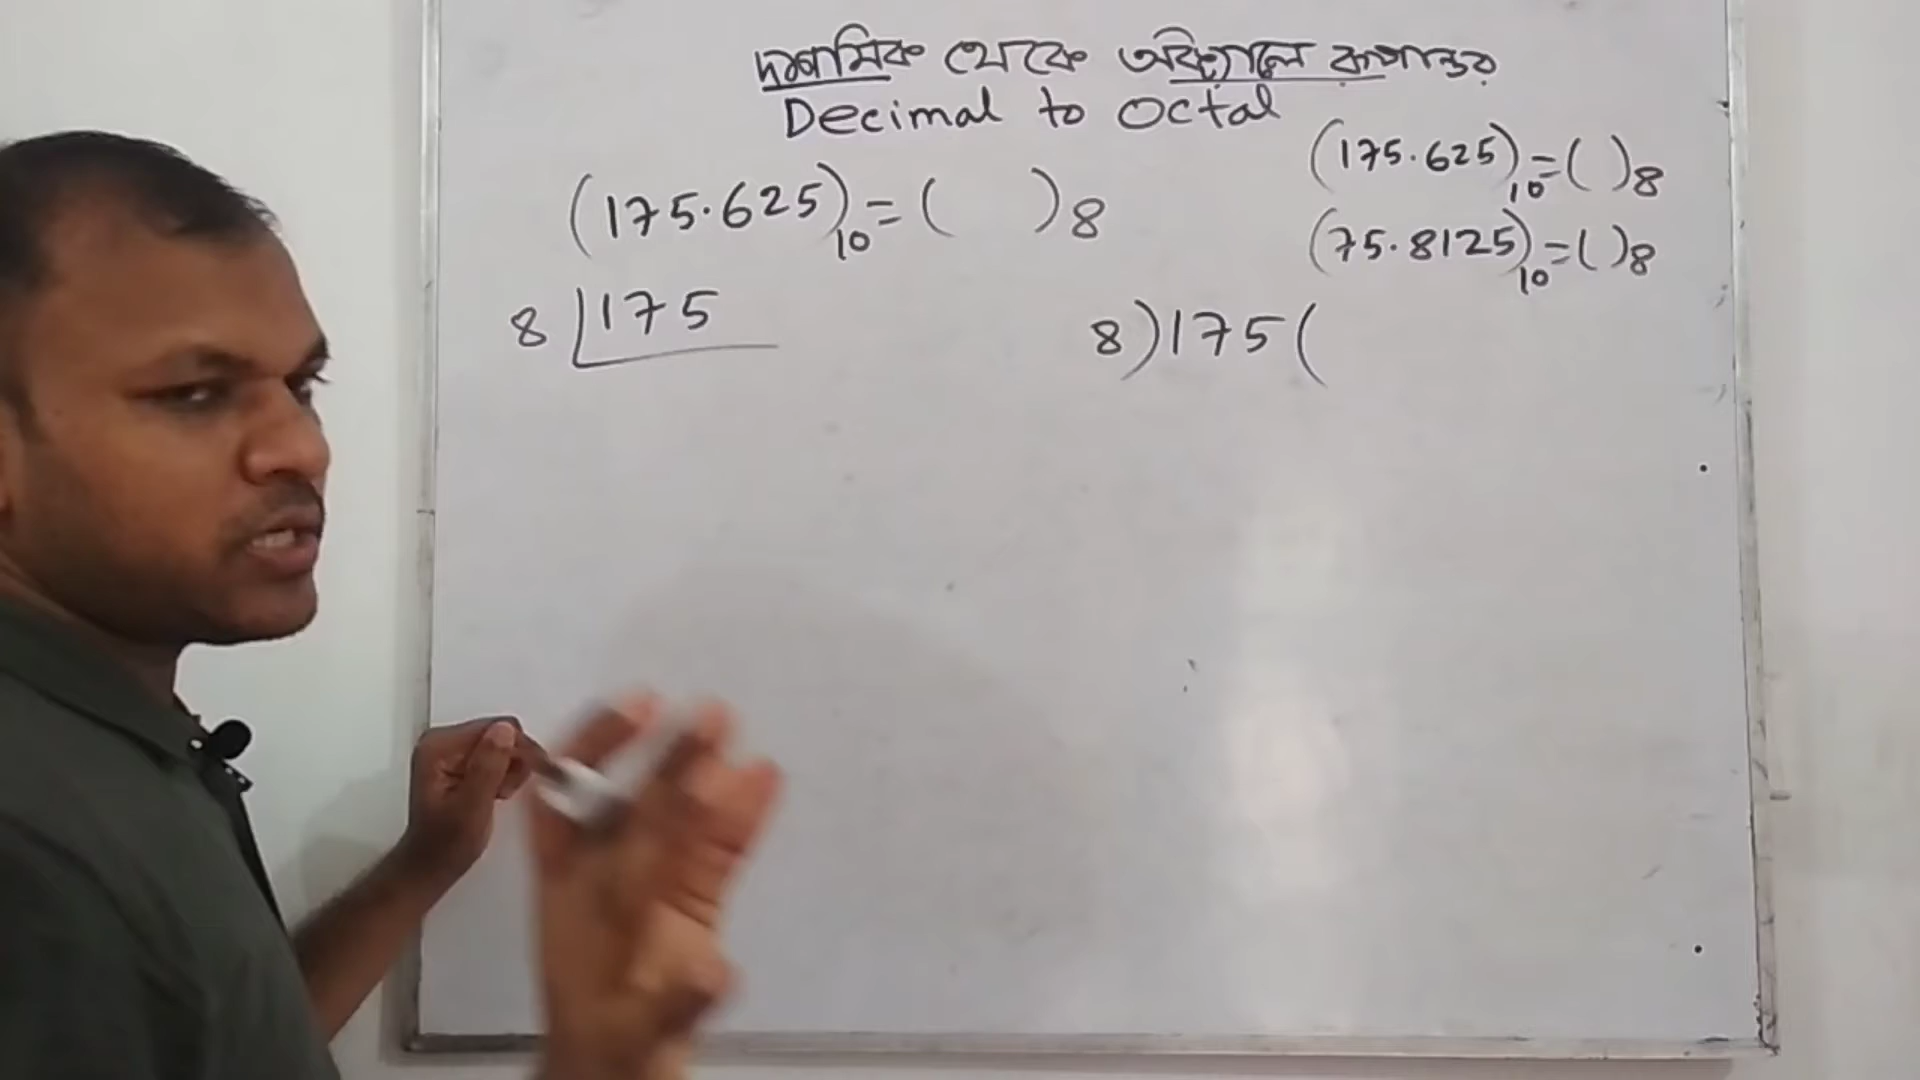 দশমিক থেকে অক্ট্যালে রূপান্তর
Decimal to Octal
(175.625)10=( )8
(175.625)10=( )8
(75.8125)10=( )8
8 175
8)175(